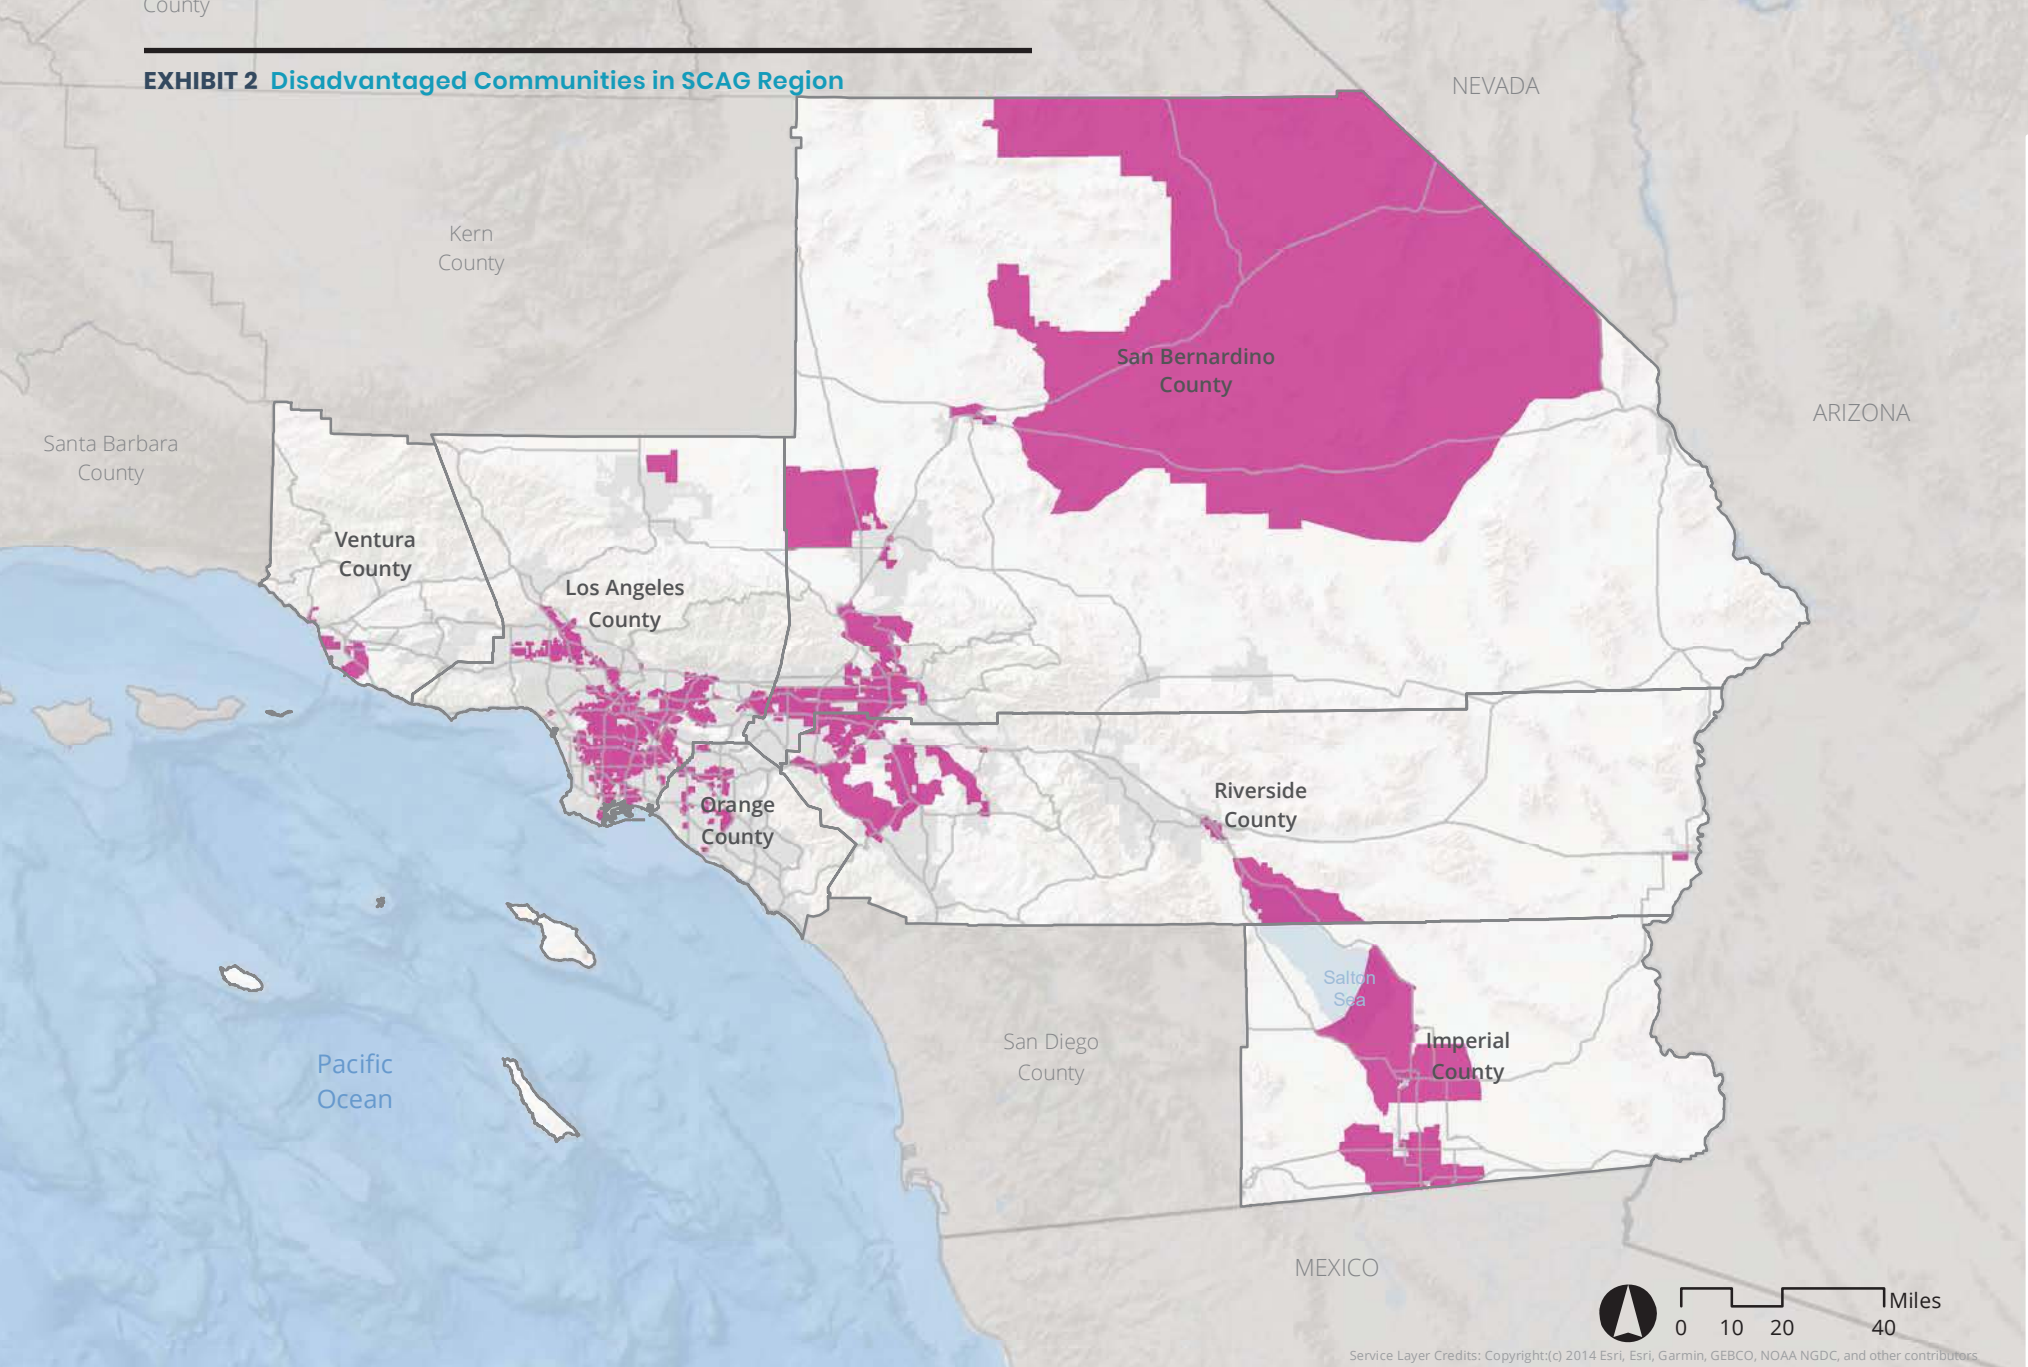 County
EXHIBIT 2 Disadvantaged Communities in SCAG Region
NEVADA
Kern
County
San Bernardino
County
ARIZONA
Santa Barbara
County
Ventura
County
Los Angeles
County
Orange
County
Riverside
County
Salton
Sea
San Diego
County
Imperial
County
Pacific
Ocean
MEXICO
Miles
0 10 20 40
Service Layer Credits: Copyright:(c) 2014 Esri, Esri, Garmin, GEBCO, NOAA NGDC, and other contributors